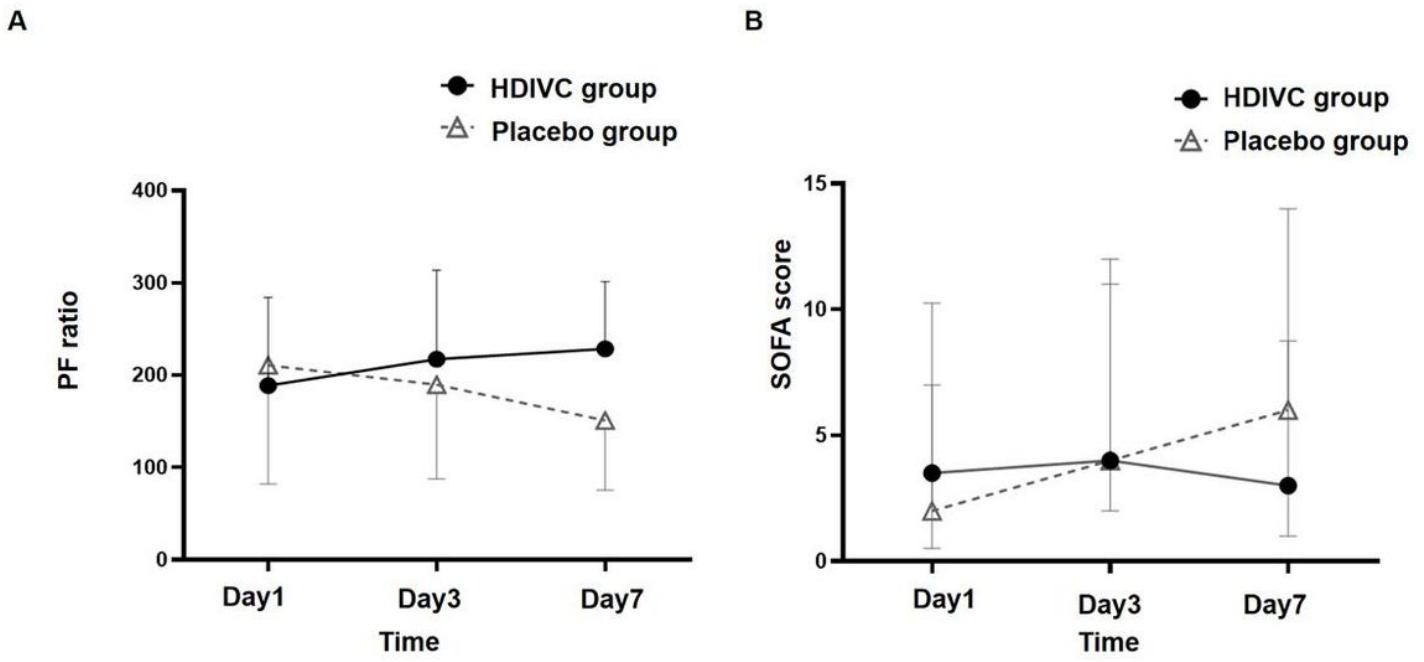 A
HDIVC group
Placebo group
400
300
200
100
0
PF ratio
Day1 Day3 Day7
Time
B
HDIVC group
Placebo group
15
10
5
0
SOFA score
Day1 Day3 Day7
Time